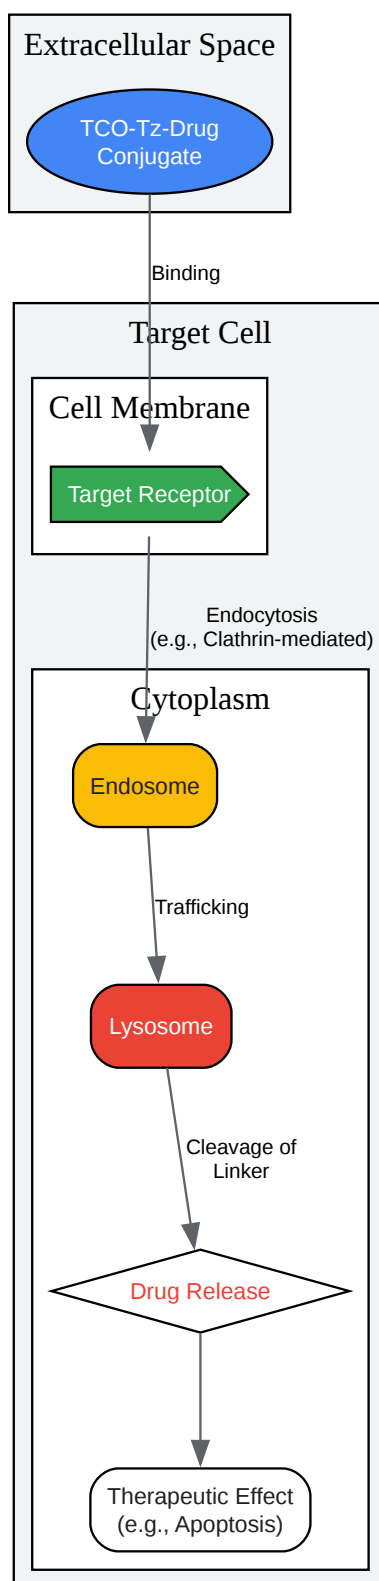 Extracellular Space
TCO-Tz-Drug
Conjugate
Binding
Target Cell
Cell Membrane
Target Receptor
Endocytosis
(e.g., Clathrin-mediated)
Cytoplasm
Endosome
Trafficking
Lysosome
Cleavage of
Linker
Drug Release
Therapeutic Effect
(e.g., Apoptosis)